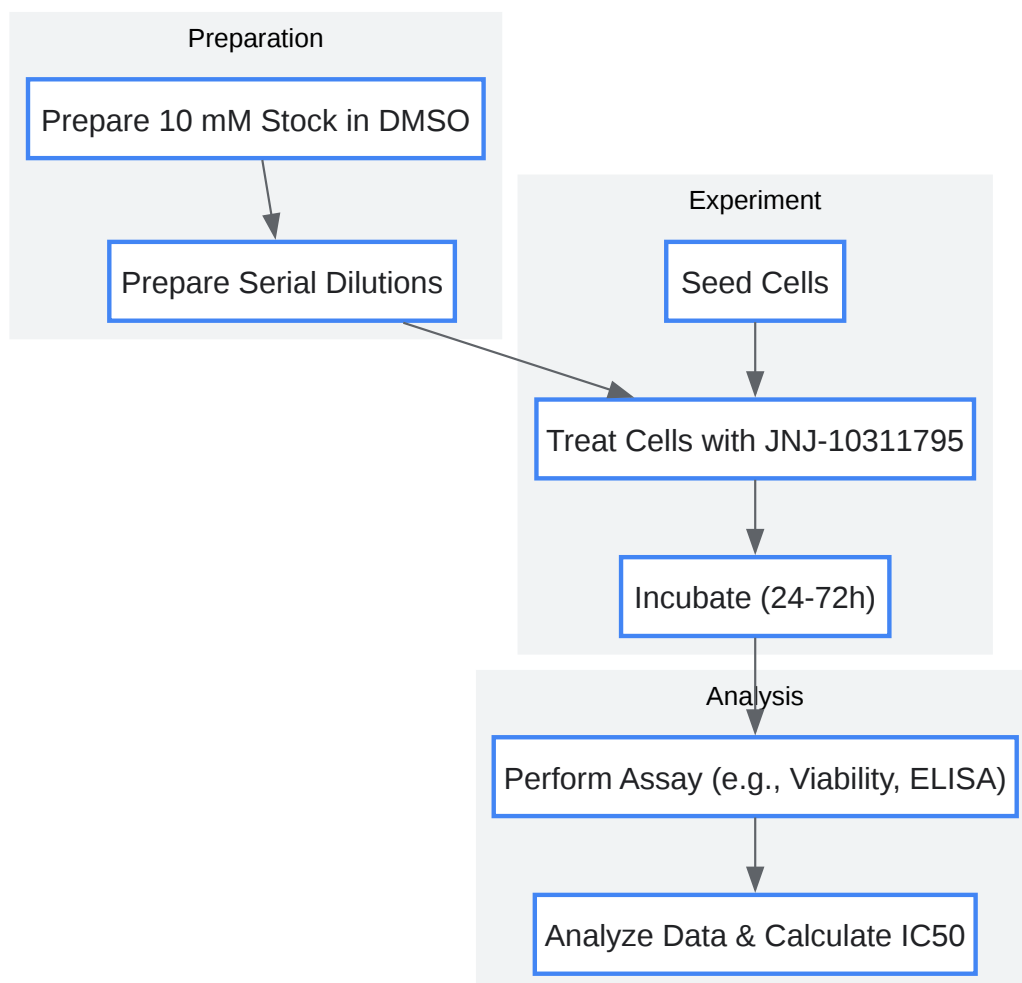 Preparation
Prepare 10 mM Stock in DMSO
Prepare Serial Dilutions
Experiment
Seed Cells
Treat Cells with JNJ-10311795
Incubate (24-72h)
Analysis
Perform Assay (e.g., Viability, ELISA)
Analyze Data & Calculate IC50